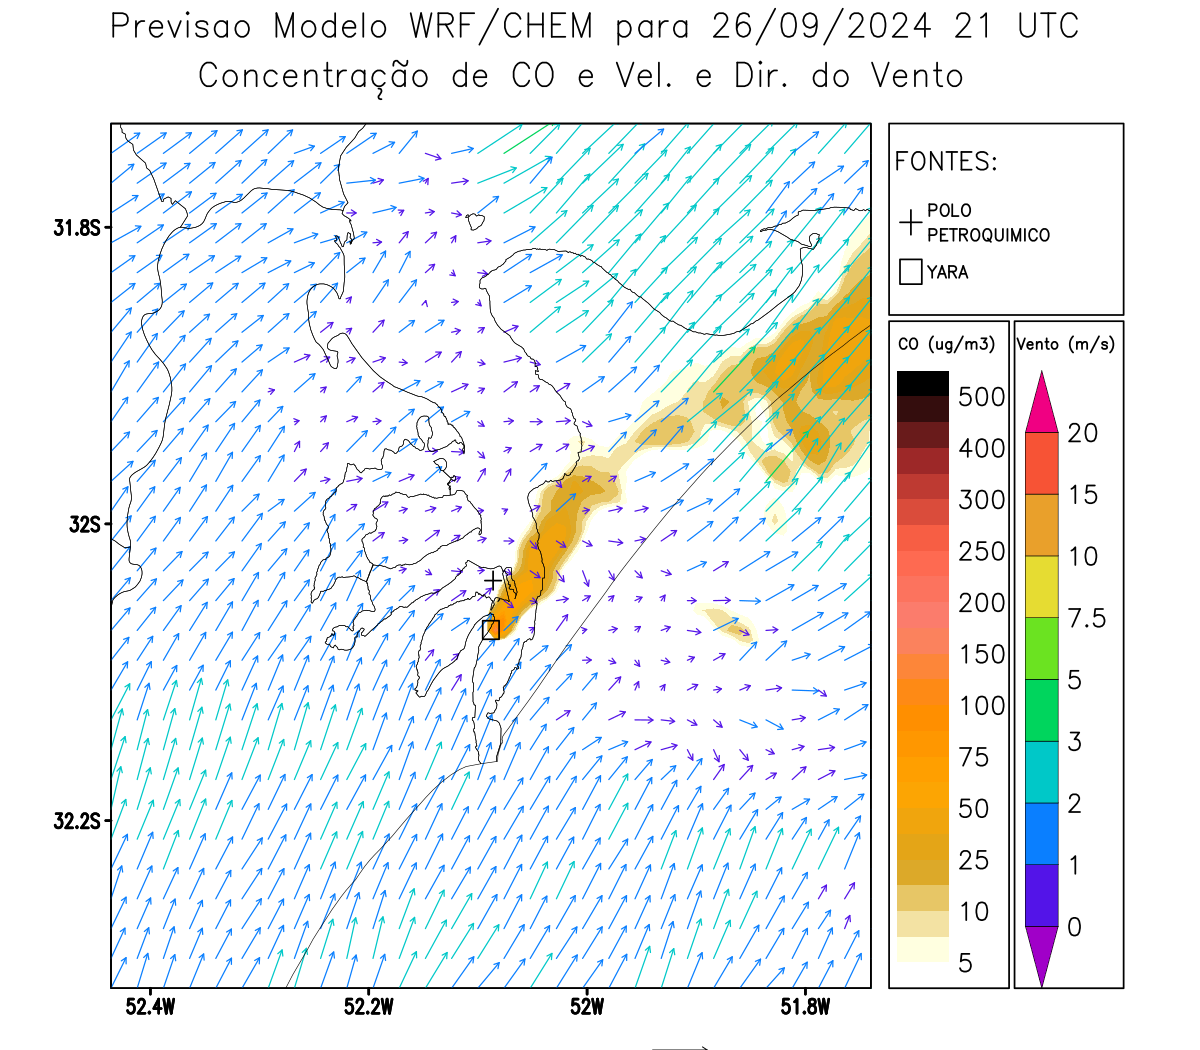 Previsao Modelo WRF/CHEM para 26/09/2024 21 UTC
Concentração de CO e Vel. e Dir. do Vento
FONTES:
POLO
PETROQUIMICO
YARA
31.8S
32S
32.2S
52.4W
52.2W
52W
51.8W
CO (ug/m3)
500
400
300
250
200
150
100
75
50
25
10
5
Vento (m/s)
20
15
10
7.5
5
3
2
1
0